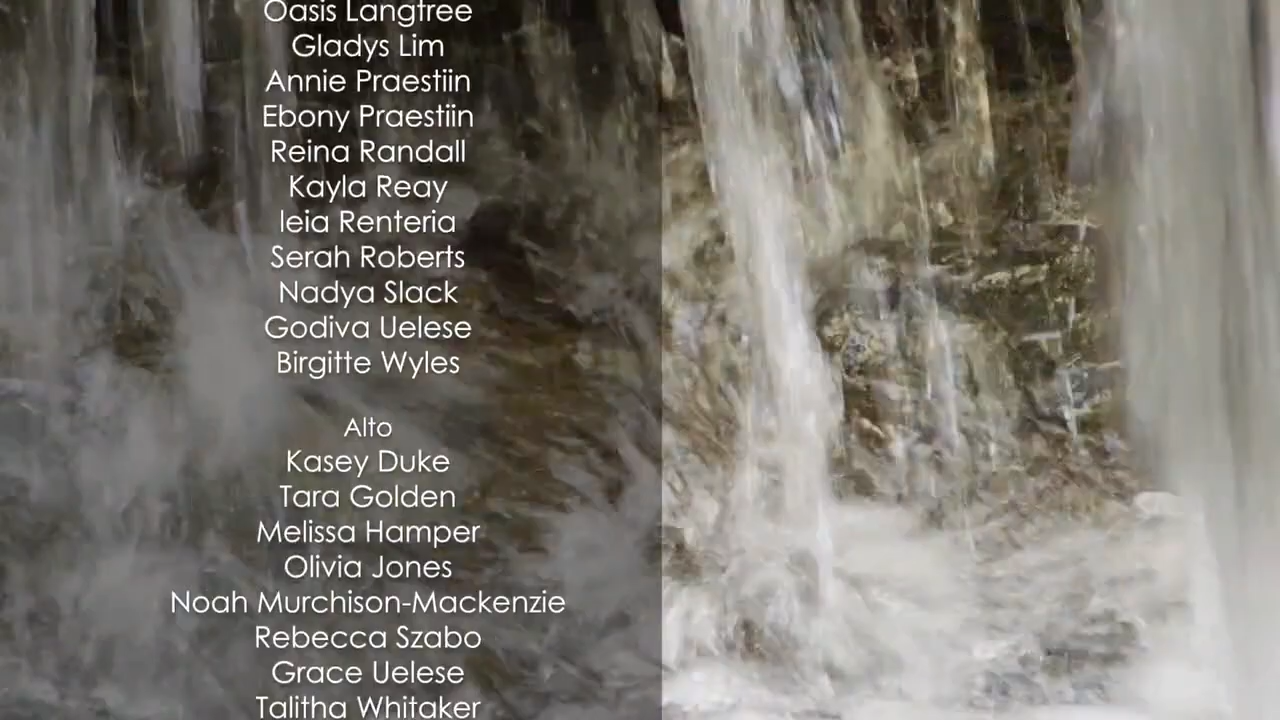 Oasis Langtree
Gladys Lim
Annie Praestiin
Ebony Praestiin
Reina Randall
Kayla Reay
Ieia Renteria
Serah Roberts
Nadya Slack
Godiva Uelese
Birgitte Wyles
Alto
Kasey Duke
Tara Golden
Melissa Hamper
Olivia Jones
Noah Murchison-Mackenzie
Rebecca Szabo
Grace Uelese
Talitha Whitaker